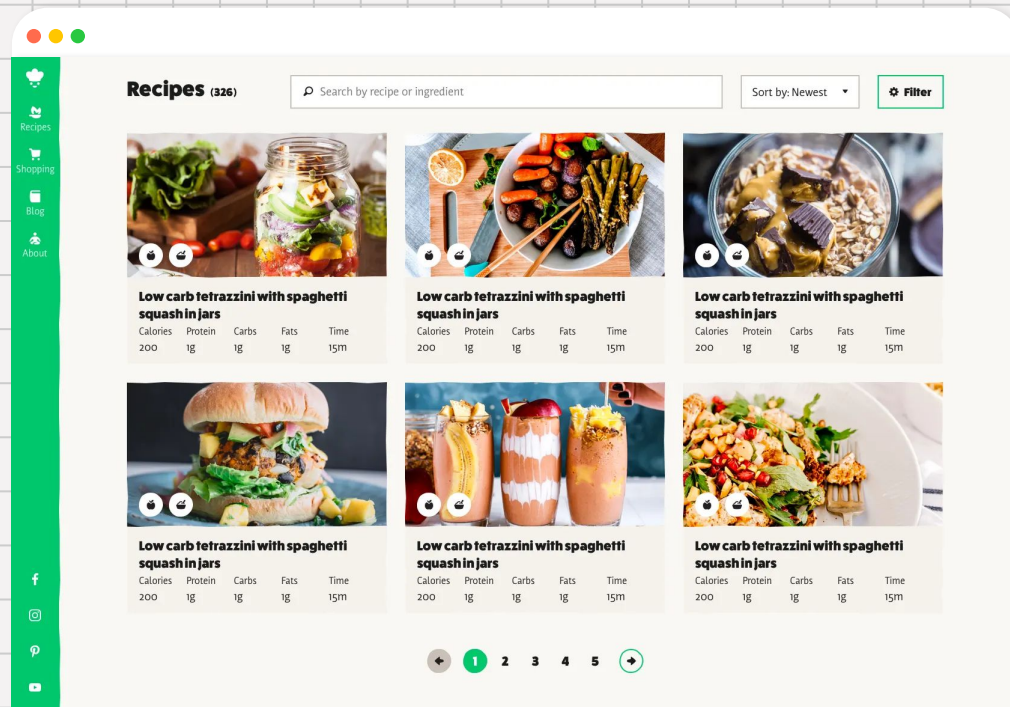 Recipes (326)
Search by recipe or ingredient
Sort by: Newest
Filter
Recipes
Shopping
Blog
About
Low carb tetrazzini with spaghetti
squash in jars
Calories Protein Carbs Fats Time
200 1g 1g 1g 15m
Low carb tetrazzini with spaghetti
squash in jars
Calories Protein Carbs Fats Time
200 1g 1g 1g 15m
Low carb tetrazzini with spaghetti
squash in jars
Calories Protein Carbs Fats Time
200 1g 1g 1g 15m
Low carb tetrazzini with spaghetti
squash in jars
Calories Protein Carbs Fats Time
200 1g 1g 1g 15m
Low carb tetrazzini with spaghetti
squash in jars
Calories Protein Carbs Fats Time
200 1g 1g 1g 15m
Low carb tetrazzini with spaghetti
squash in jars
Calories Protein Carbs Fats Time
200 1g 1g 1g 15m
1 2 3 4 5